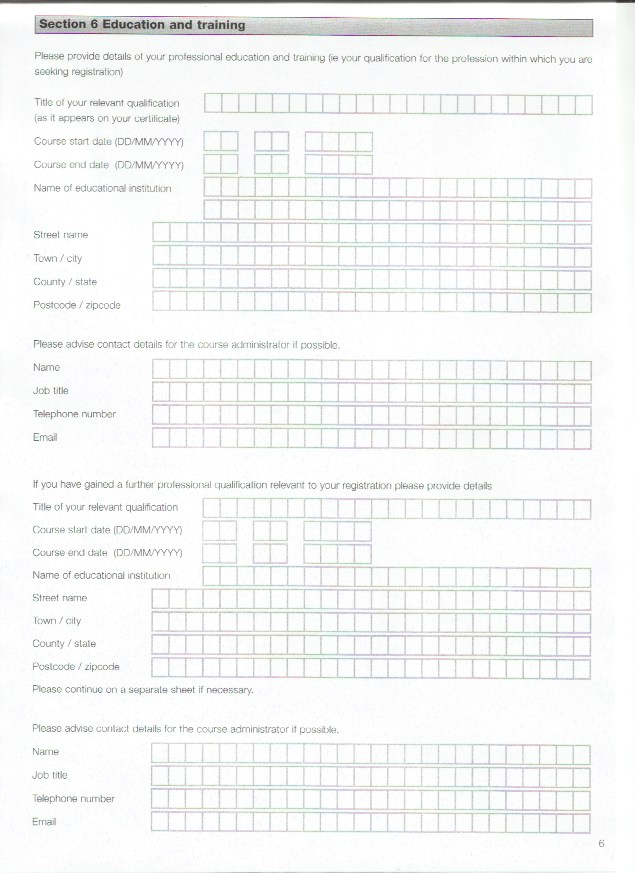 Section 6 Education and training
Please provide details of your professional education and training (ie your qualification for the profession within which you are
seeking registration)
Title of your relevant qualification
(as it appears on your certificate)
Course start date (DD/MM/YYYY)
Course end date (DD/MM/YYYY)
Name of educational institution
Street name
Town / city
County / state
Postcode / zipcode
Please advise contact details for the course administrator if possible.
Name
Job title
Telephone number
Email
If you have gained a further professional qualification relevant to your registration please provide details
Title of your relevant qualification
Course start date (DD/MM/YYYY)
Course end date (DD/MM/YYYY)
Name of educational institution
Street name
Town / city
County / state
Postcode / zipcode
Please continue on a separate sheet if necessary.
Please advise contact details for the course administrator if possible.
Name
Job title
Telephone number
Email
6